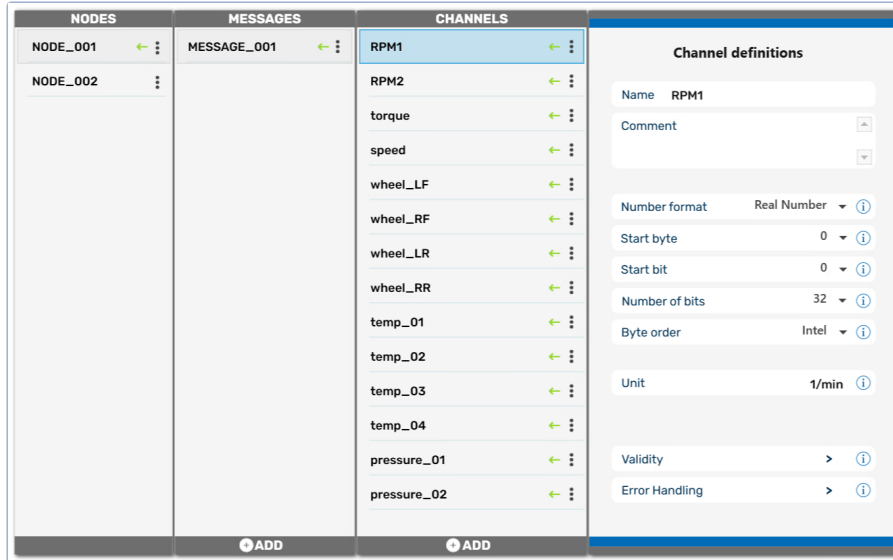 NODES
NODE_001
NODE_002
MESSAGES
MESSAGE_001
ADD
CHANNELS
RPM1
RPM2
torque
speed
wheel_LF
wheel_RF
wheel_LR
wheel_RR
temp_01
temp_02
temp_03
temp_04
pressure_01
pressure_02
ADD
Channel definitions
Name RPM1
Comment
Number format Real Number
Start byte 0
Start bit 0
Number of bits 32
Byte order Intel
Unit 1/min
Validity >
Error Handling >